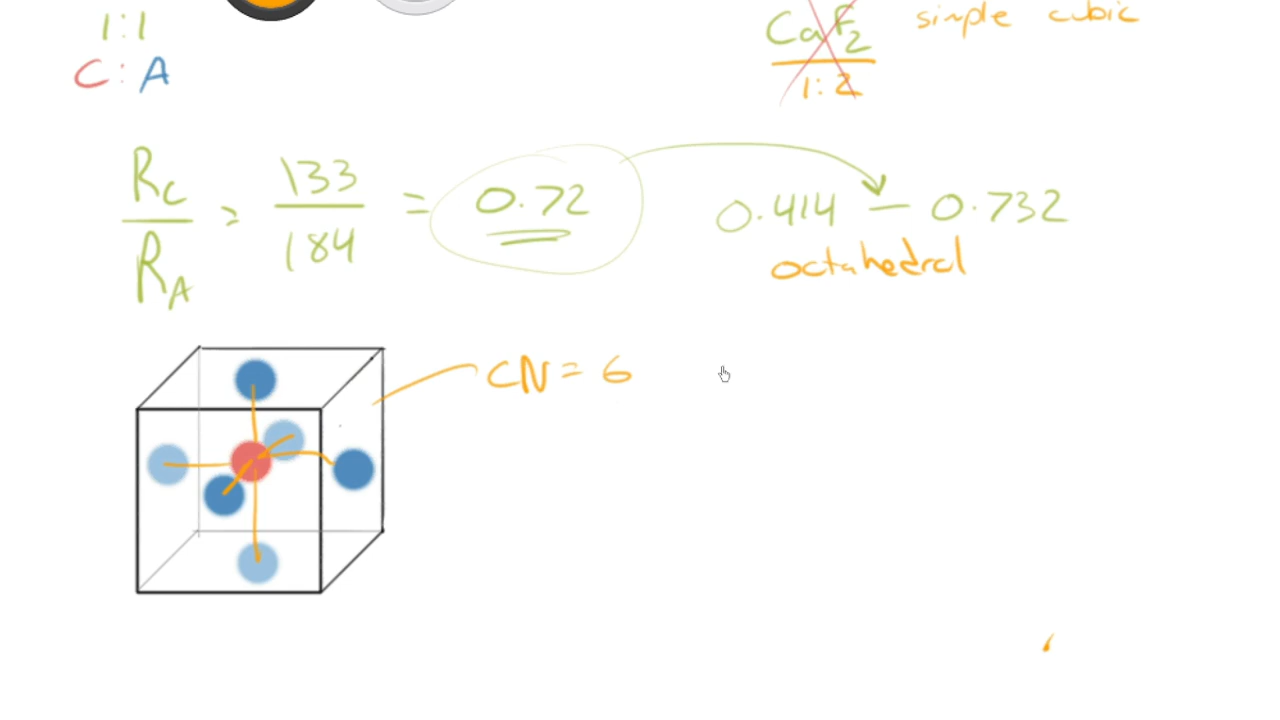 1:1
C:A
CaF2
1:2
simple cubic
RC/RA = 133/184 = 0.72
0.414 – 0.732
octahedral
CN = 6